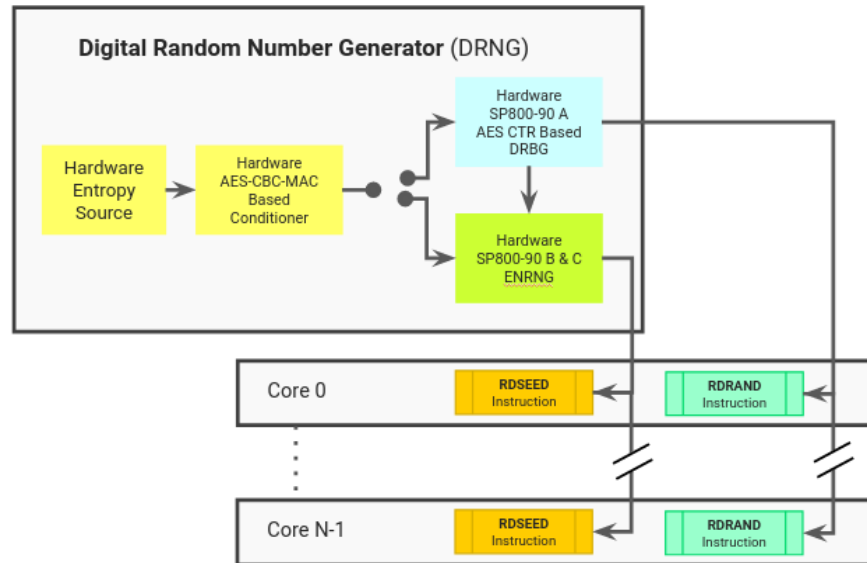 Digital Random Number Generator (DRNG)
Hardware
Entropy
Source
Hardware
AES-CBC-MAC
Based
Conditioner
Hardware
SP800-90 A
AES CTR Based
DRBG
Hardware
SP800-90 B & C
ENRNG
Core 0
RDSEED
Instruction
RDRAND
Instruction
Core N-1
RDSEED
Instruction
RDRAND
Instruction